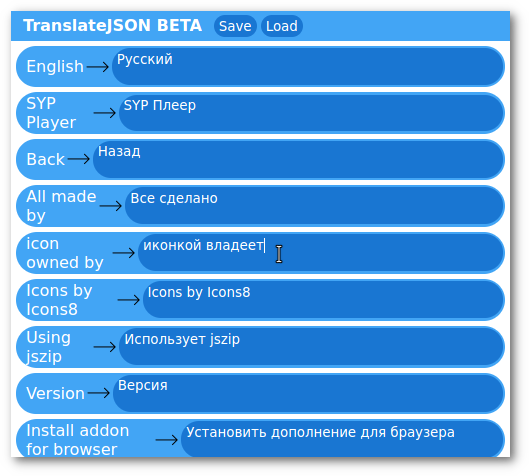 TranslateJSON BETA Save Load
English Русский
SYP
Player
SYP Плеер
Back Назад
All made
by
Все сделано
icon
owned by
иконкой владеет
Icons by
Icons8
Icons by Icons8
Using
jszip
Использует jszip
Version Версия
Install addon
for browser
Установить дополнение для браузера